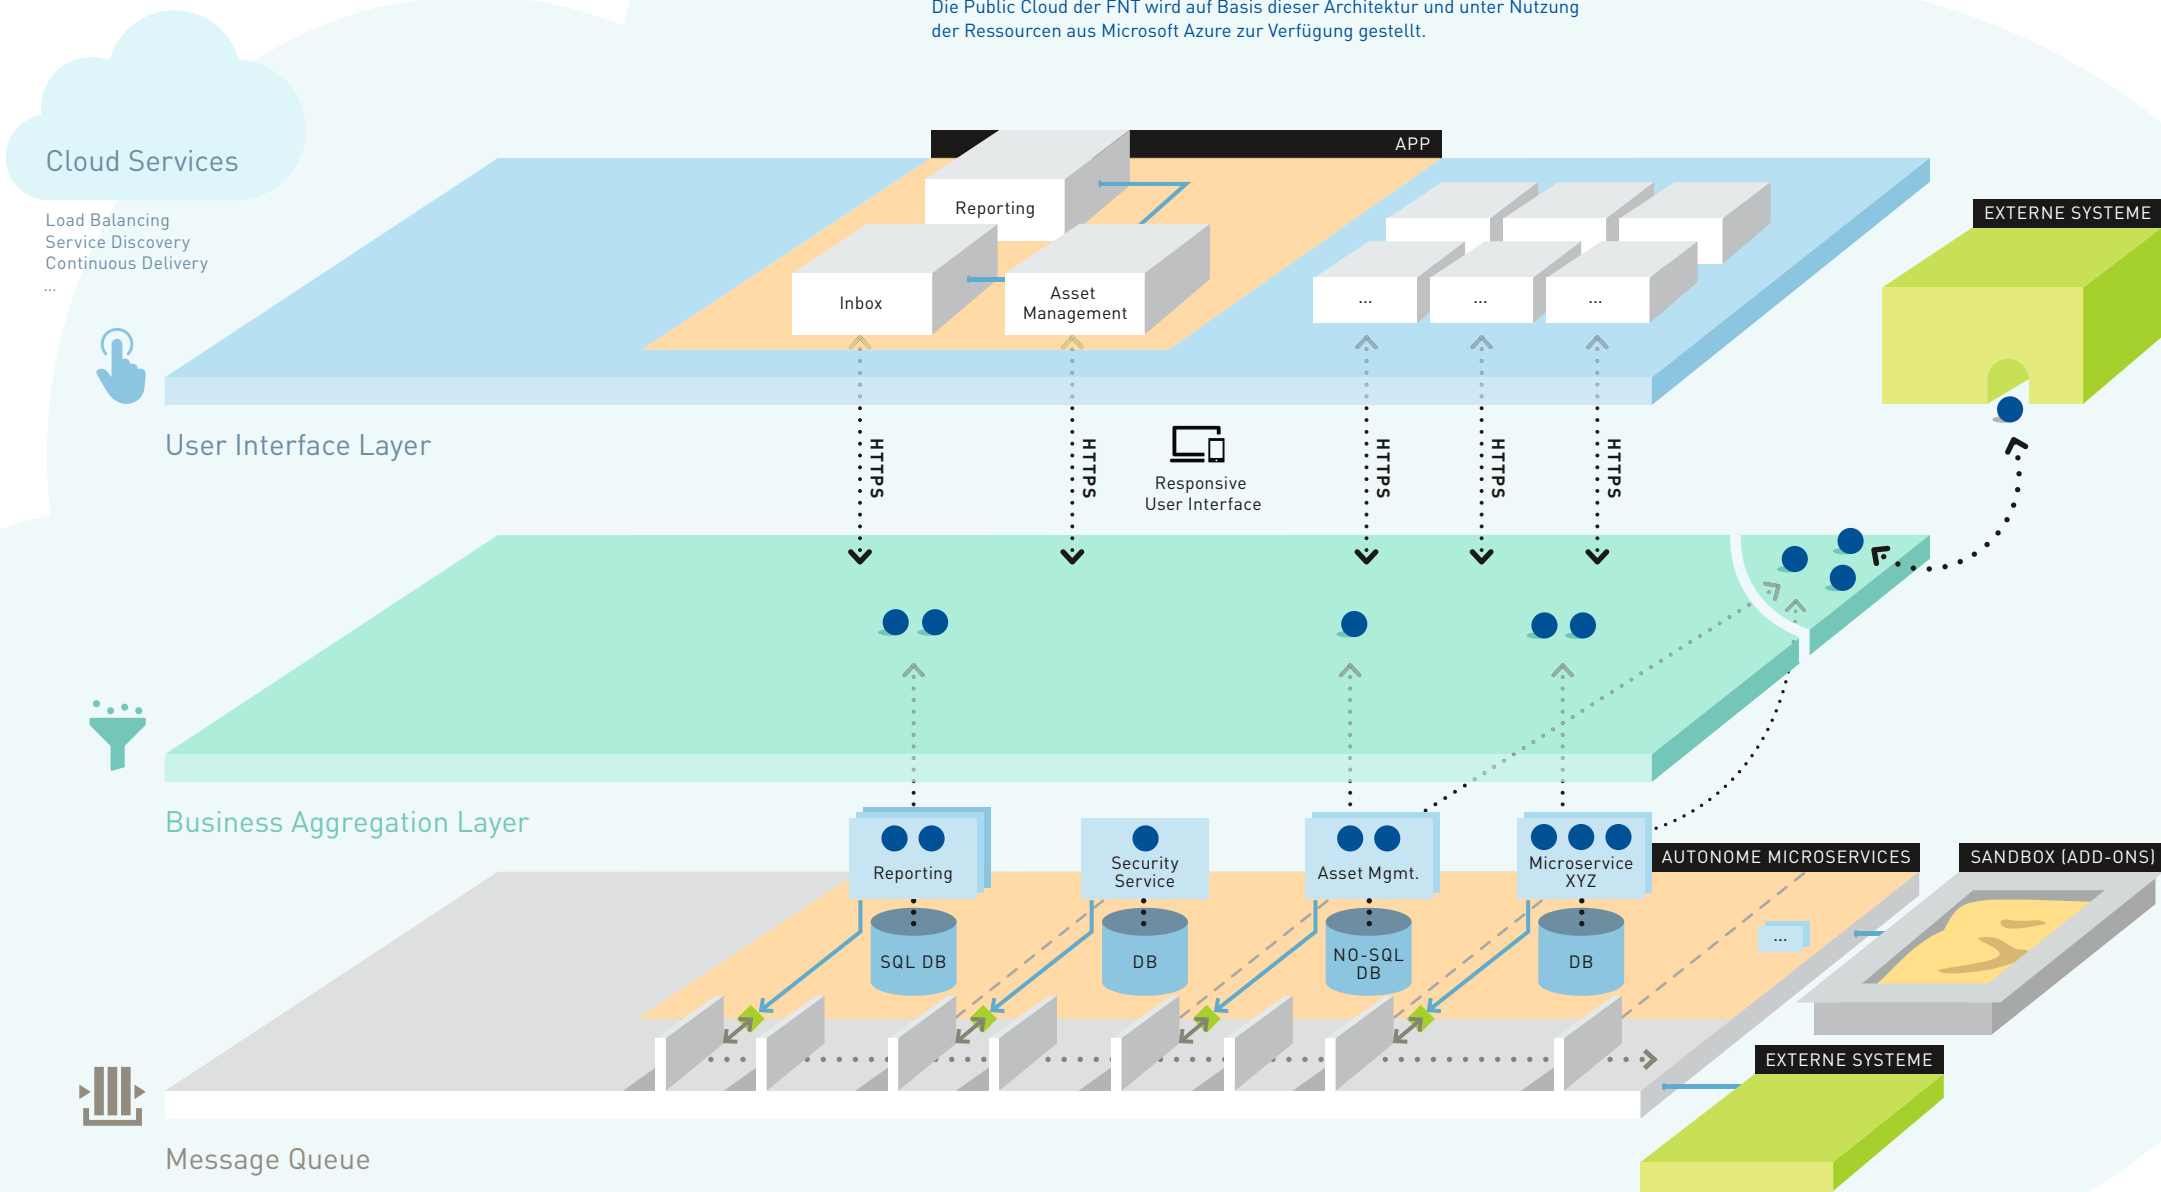 Die Public Cloud der FNT wird auf Basis dieser Architektur und unter Nutzung
der Ressourcen aus Microsoft Azure zur Verfügung gestellt.
Cloud Services
Load Balancing
Service Discovery
Continuous Delivery
...
APP
Reporting
Inbox
Asset
Management
...
...
...
EXTERNE SYSTEME
User Interface Layer
HTTPS
HTTPS
Responsive
User Interface
HTTPS
HTTPS
HTTPS
Business Aggregation Layer
Reporting
Security
Service
Asset Mgmt.
Microservice
XYZ
AUTONOME MICROSERVICES
SANDBOX (ADD-ONS)
SQL DB
DB
NO-SQL
DB
DB
...
EXTERNE SYSTEME
Message Queue